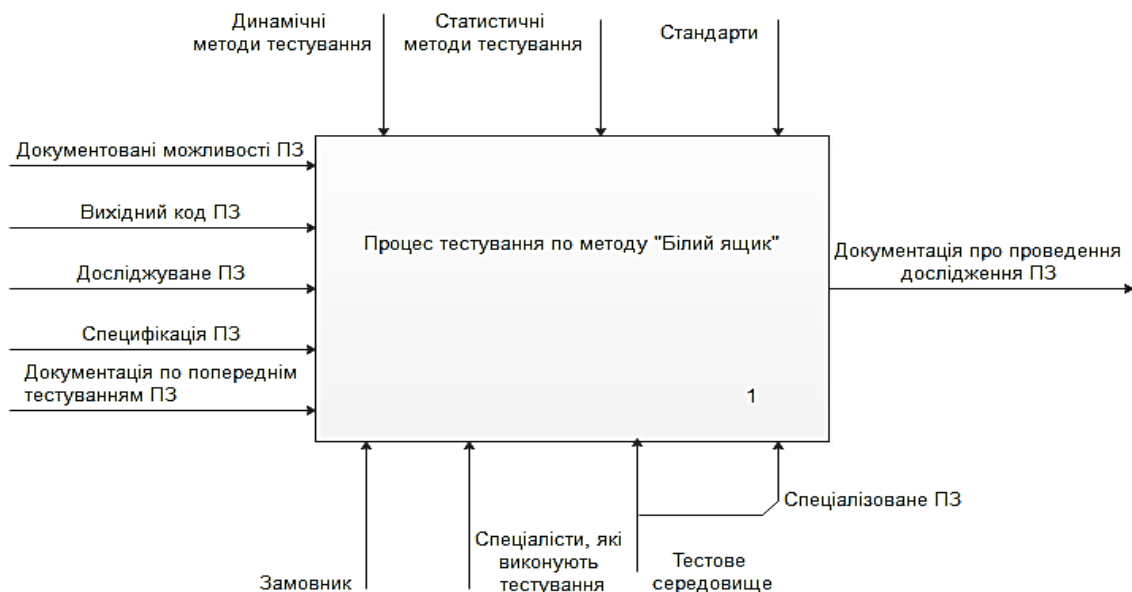 Динамічні
методи тестування
Статистичні
методи тестування
Стандарти
Документовані можливості ПЗ
Вихідний код ПЗ
Досліджуване ПЗ
Специфікація ПЗ
Документація по попереднім
тестуванням ПЗ
Процес тестування по методу "Білий ящик"
1
Документація про проведення
дослідження ПЗ
Замовник
Спеціалісти, які
виконують
тестування
Тестове
середовище
Спеціалізоване ПЗ